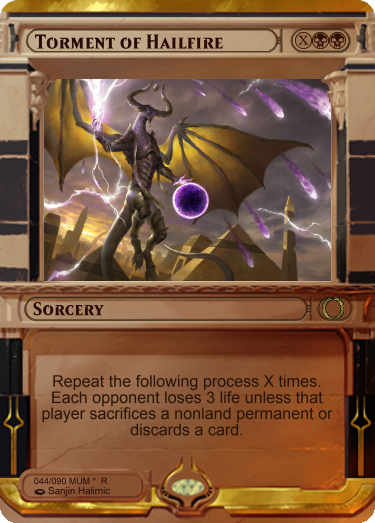 Torment of Hailfire X
Sorcery
Repeat the following process X times.
Each opponent loses 3 life unless that
player sacrifices a nonland permanent or
discards a card.
044/090 MUM * R
Sanjin Halimic